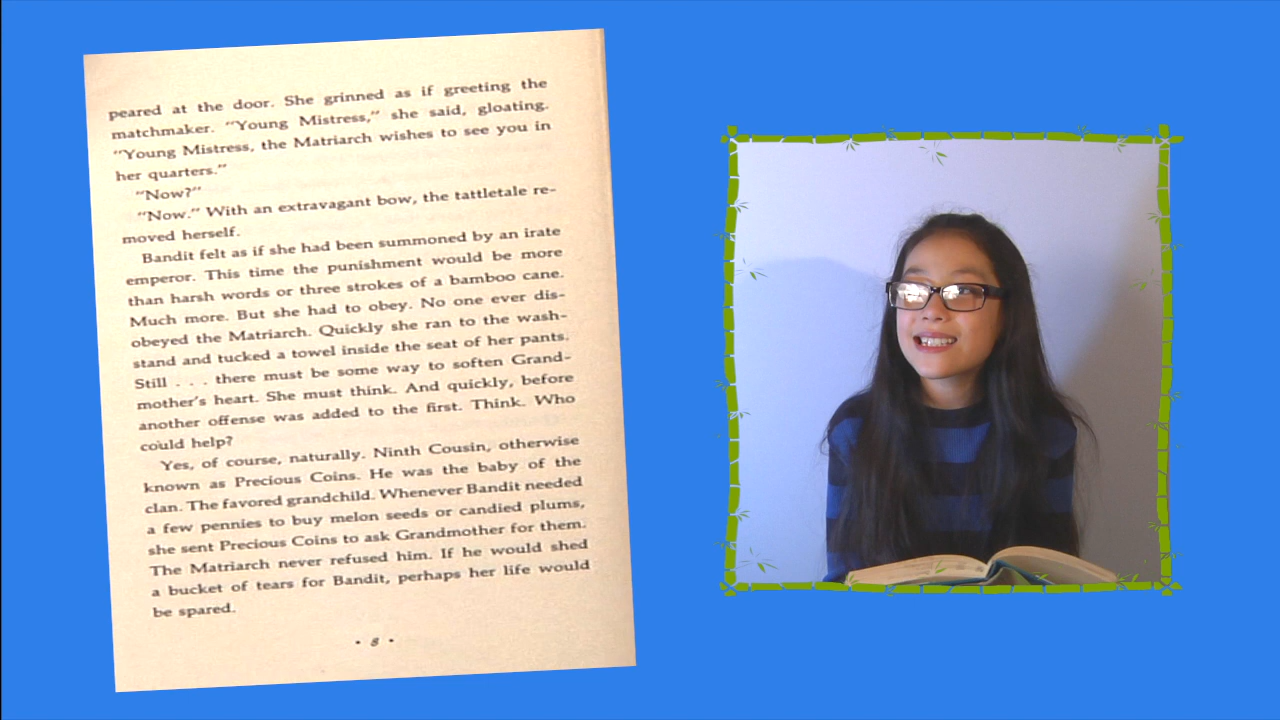 peared at the door. She grinned as if greeting the
matchmaker. “Young Mistress,” she said, gloating.
“Young Mistress, the Matriarch wishes to see you in
her quarters.”
“Now?”
“Now.” With an extravagant bow, the tattletale re-
moved herself.
Bandit felt as if she had been summoned by an irate
emperor. This time the punishment would be more
than harsh words or three strokes of a bamboo cane.
Much more. But she had to obey. No one ever dis-
obeyed the Matriarch. Quickly she ran to the wash-
stand and tucked a towel inside the seat of her pants.
Still . . . there must be some way to soften Grand-
mother’s heart. She must think. And quickly, before
another offense was added to the first. Think. Who
could help?
Yes, of course, naturally. Ninth Cousin, otherwise
known as Precious Coins. He was the baby of the
clan. The favored grandchild. Whenever Bandit needed
a few pennies to buy melon seeds or candied plums,
she sent Precious Coins to ask Grandmother for them.
The Matriarch never refused him. If he would shed
a bucket of tears for Bandit, perhaps her life would
be spared.
• 8 •